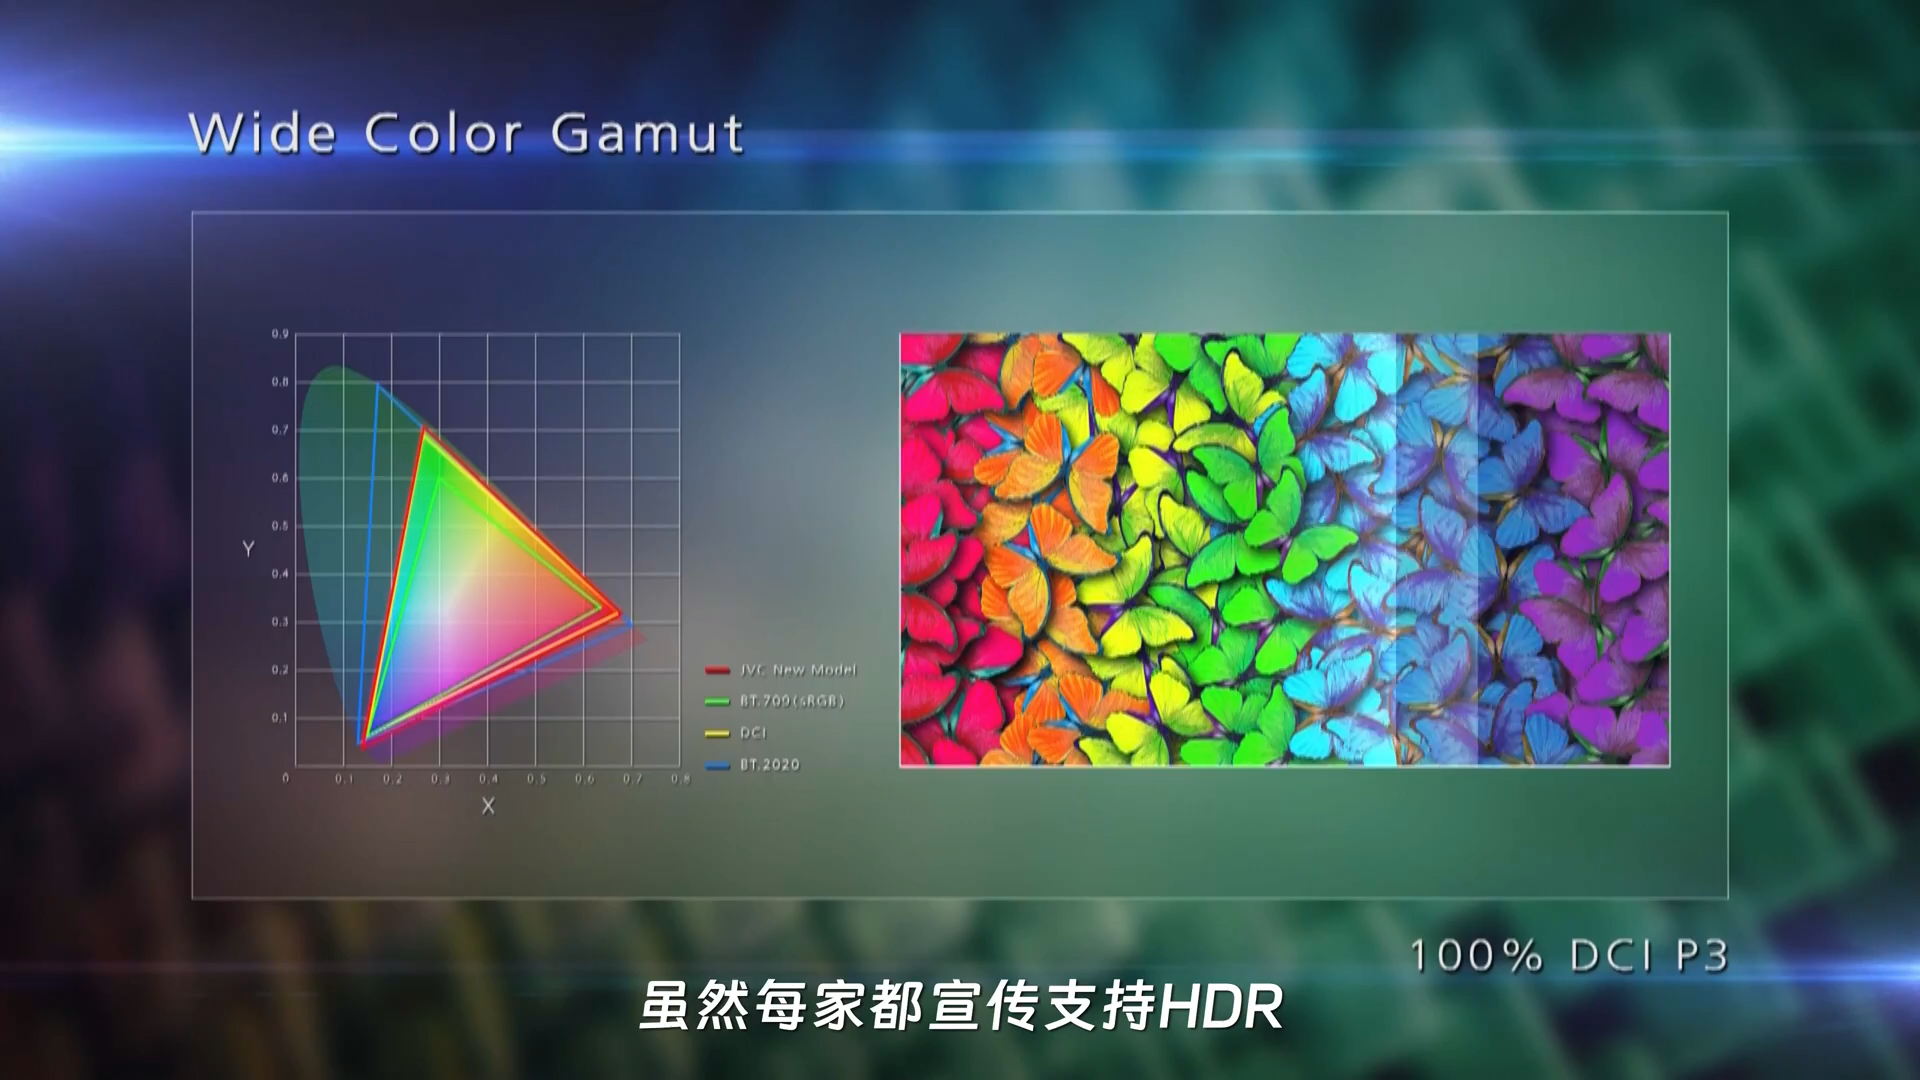 Wide Color Gamut
0.9
0.8
0.7
0.6
0.5
0.4
0.3
0.2
0.1
Y
0 0.1 0.2 0.3 0.4 0.5 0.6 0.7 0.8
X
JVC New Model
BT.709(sRGB)
DCI
BT.2020
100% DCI P3
虽然每家都宣传支持HDR